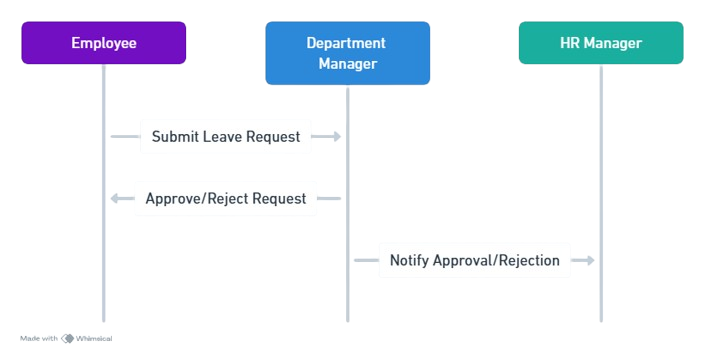 Employee
Department
Manager
HR Manager
Submit Leave Request
Approve/Reject Request
Notify Approval/Rejection
Made with Whimsical